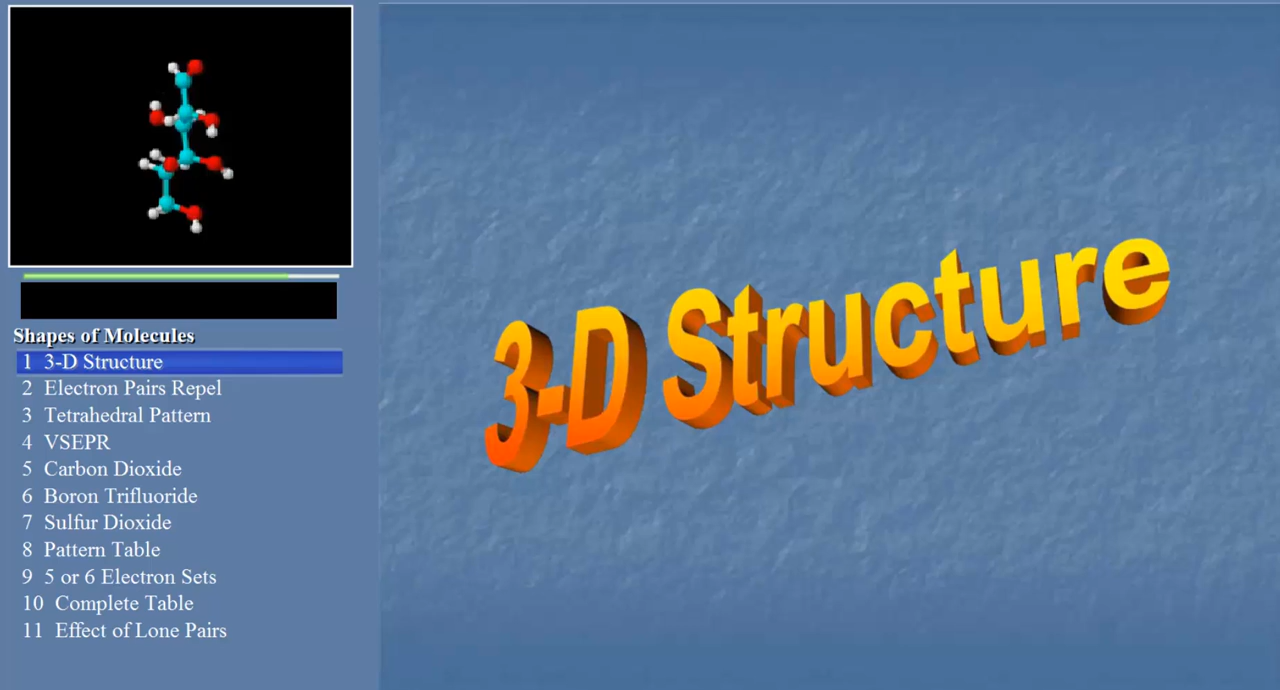 Shapes of Molecules
1 3-D Structure
2 Electron Pairs Repel
3 Tetrahedral Pattern
4 VSEPR
5 Carbon Dioxide
6 Boron Trifluoride
7 Sulfur Dioxide
8 Pattern Table
9 5 or 6 Electron Sets
10 Complete Table
11 Effect of Lone Pairs
3-D Structure